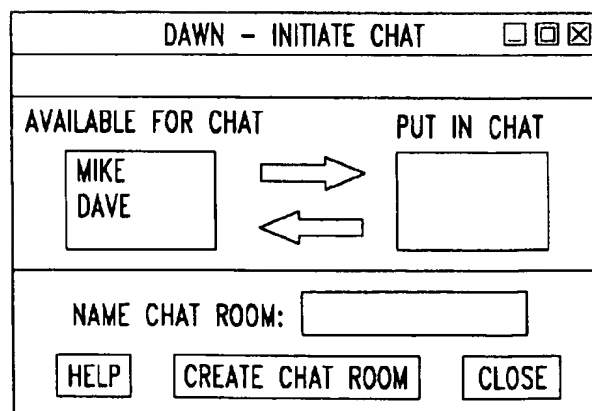 DAWN - INITIATE CHAT
AVAILABLE FOR CHAT
PUT IN CHAT
MIKE
DAVE
NAME CHAT ROOM:
HELP
CREATE CHAT ROOM
CLOSE